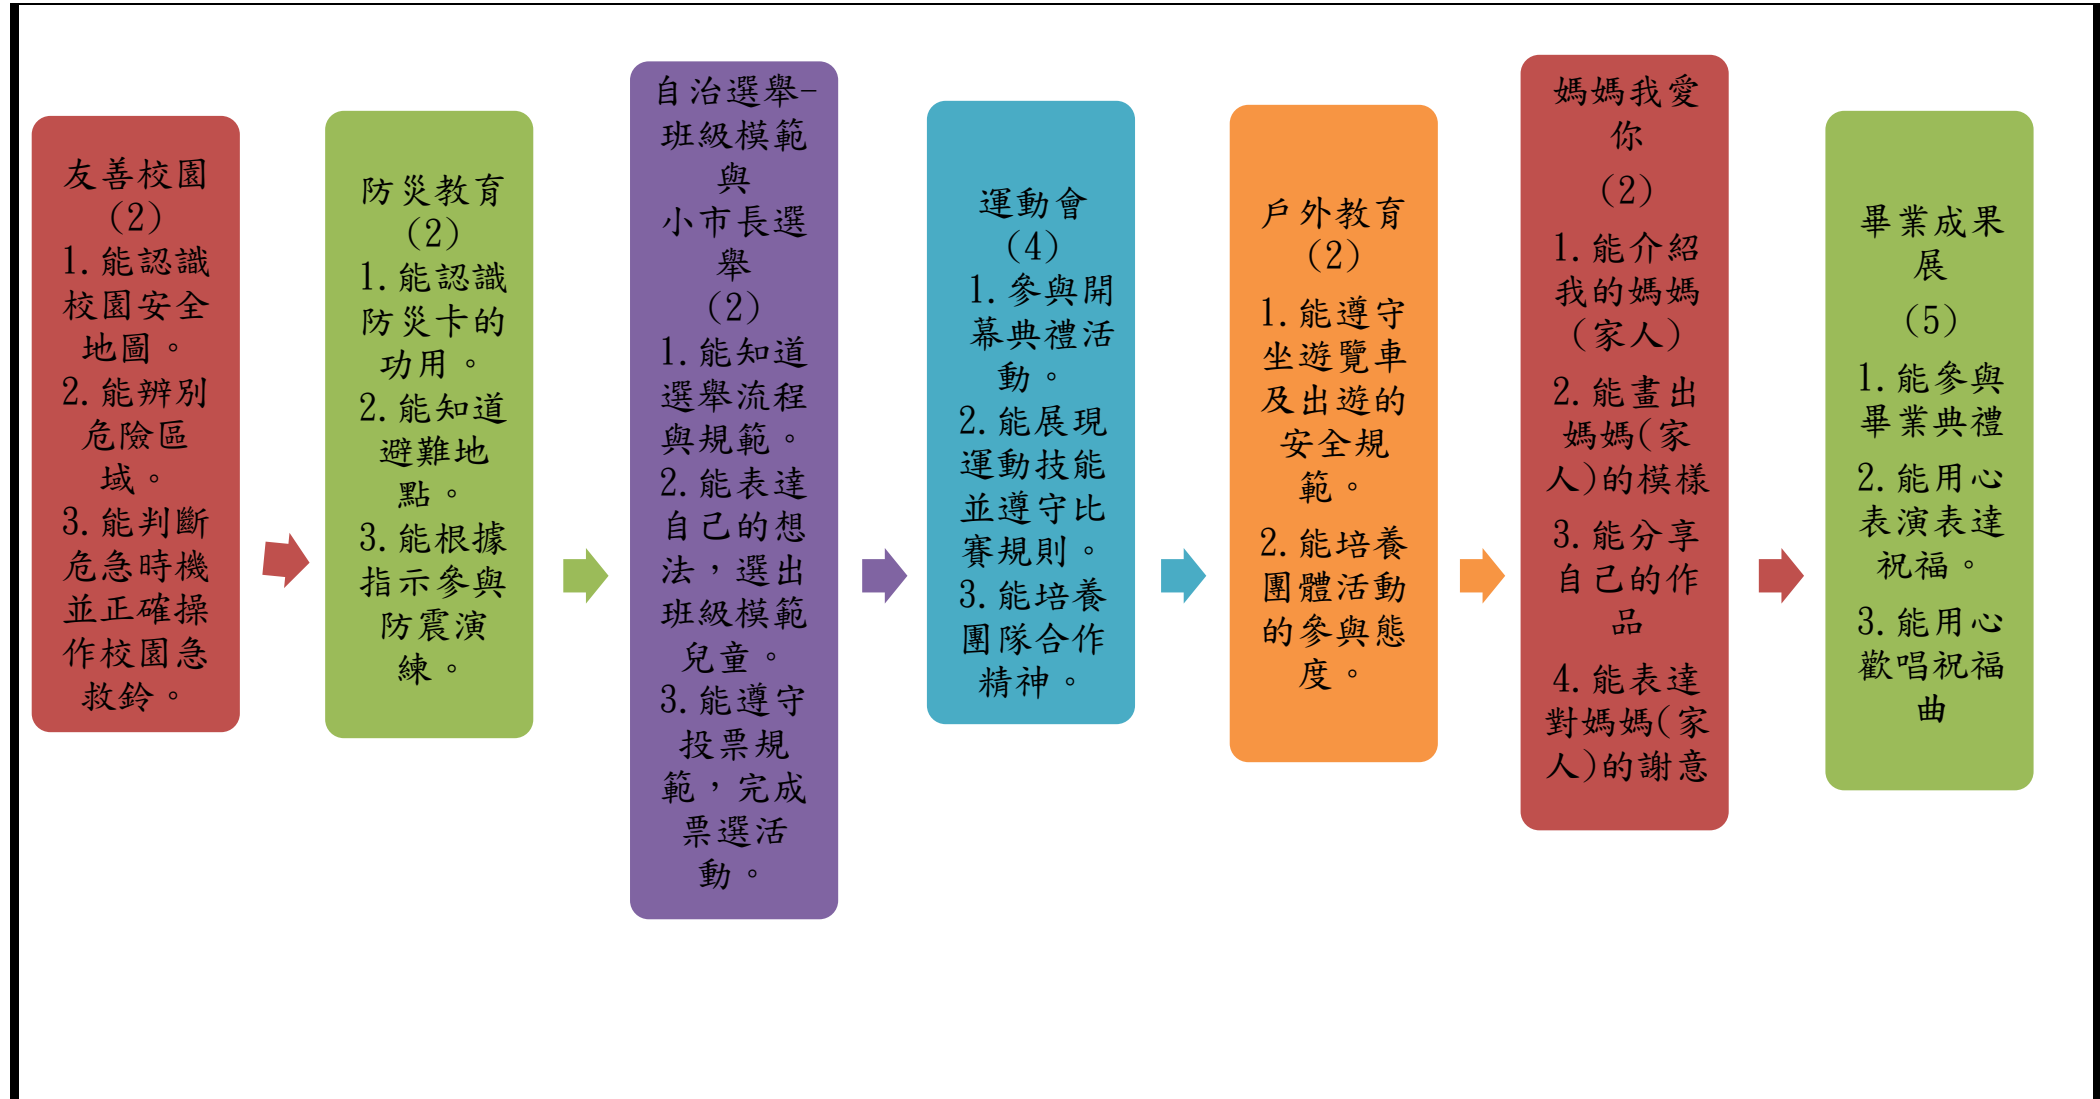 友善校園
(2)
1.能認識
校園安全
地圖。
2.能辨別
危險區
域。
3.能判斷
危急時機
並正確操
作校園急
救鈴。
防災教育
(2)
1.能認識
防災卡的
功用。
2.能知道
避難地
點。
3.能根據
指示參與
防震演
練。
自治選舉-
班級模範
與
小市長選
舉
(2)
1.能知道
選舉流程
與規範。
2.能表達
自己的想
法，選出
班級模範
兒童。
3.能遵守
投票規
範，完成
票選活
動。
運動會
(4)
1.參與開
幕典禮活
動。
2.能展現
運動技能
並遵守比
賽規則。
3.能培養
團隊合作
精神。
戶外教育
(2)
1.能遵守
坐遊覽車
及出遊的
安全規
範。
2.能培養
團體活動
的參與態
度。
媽媽我愛
你
(2)
1.能介紹
我的媽媽
(家人)
2.能畫出
媽媽(家
人)的模樣
3.能分享
自己的作
品
4.能表達
對媽媽(家
人)的謝意
畢業成果
展
(5)
1.能參與
畢業典禮
2.能用心
表演表達
祝福。
3.能用心
歡唱祝福
曲